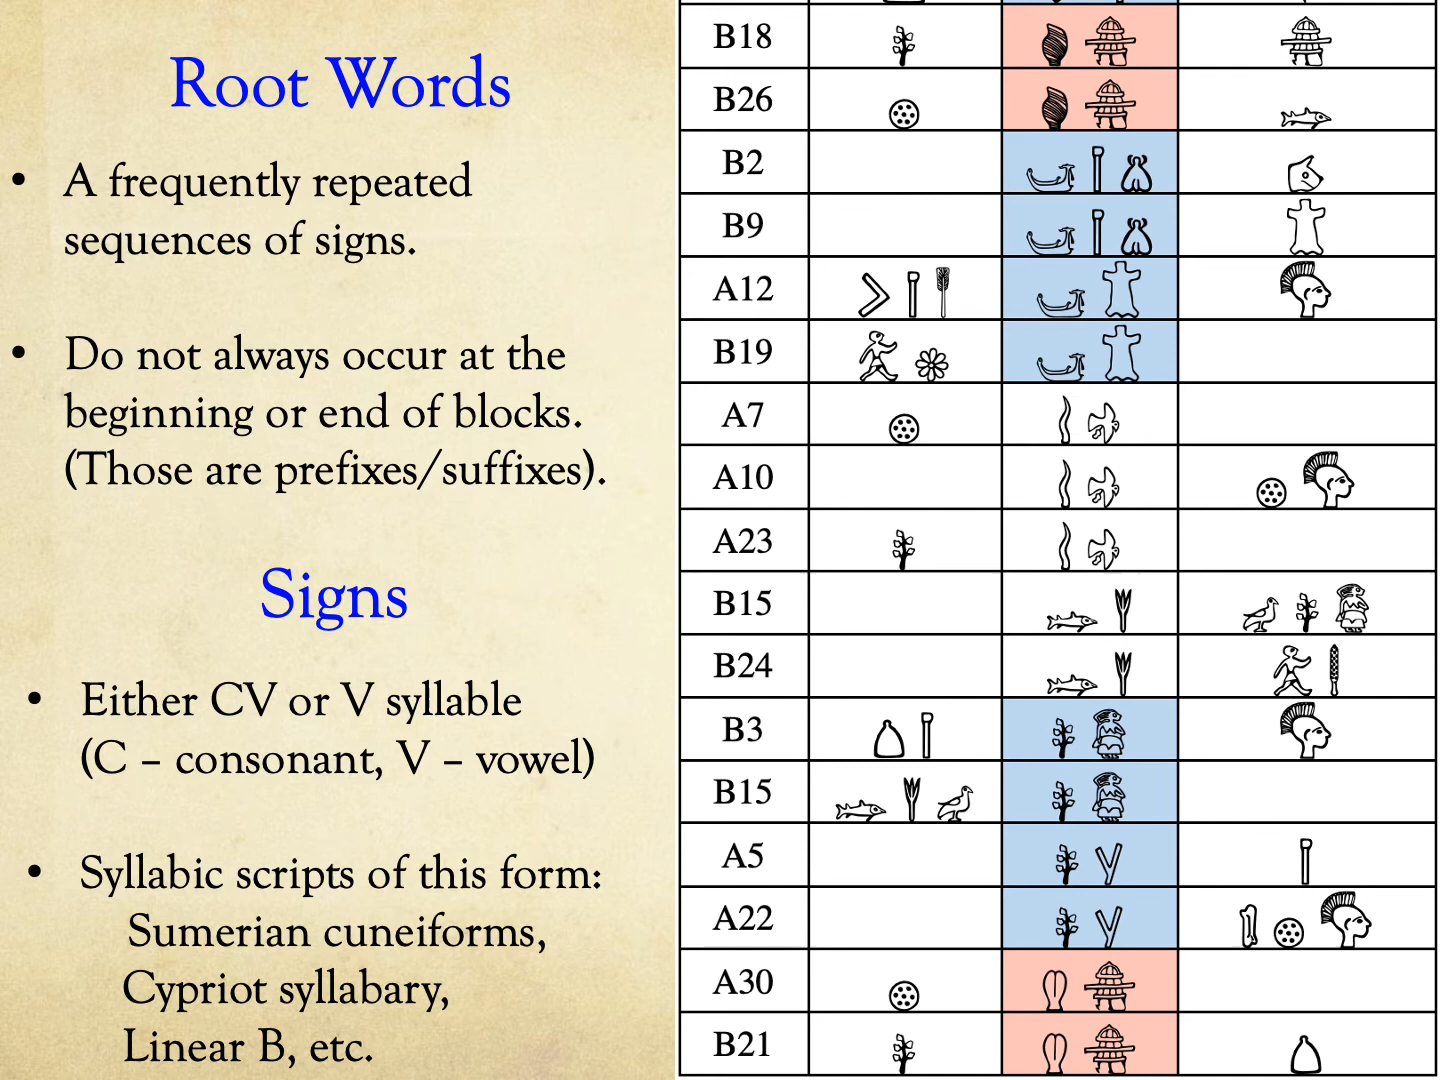 Root Words
• A frequently repeated
sequences of signs.
• Do not always occur at the
beginning or end of blocks.
(Those are prefixes/suffixes).
Signs
• Either CV or V syllable
(C – consonant, V – vowel)
• Syllabic scripts of this form:
Sumerian cuneiforms,
Cypriot syllabary,
Linear B, etc.
B18
B26
B2
B9
A12
B19
A7
A10
A23
B15
B24
B3
B15
A5
A22
A30
B21